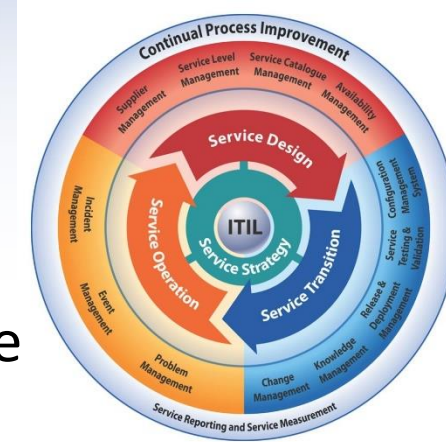 Continual Process Improvement
Supplier
Management
Service Level
Management
Service Catalogue
Management
Availability
Management
Configuration
Management
System
Service
Testing &
Validation
Release &
Deployment
Management
Knowledge
Management
Change
Management
Problem
Management
Event
Management
Incident
Management
Service Design
Service Transition
Service Operation
ITIL
Service Strategy
Service Reporting and Service Measurement
e